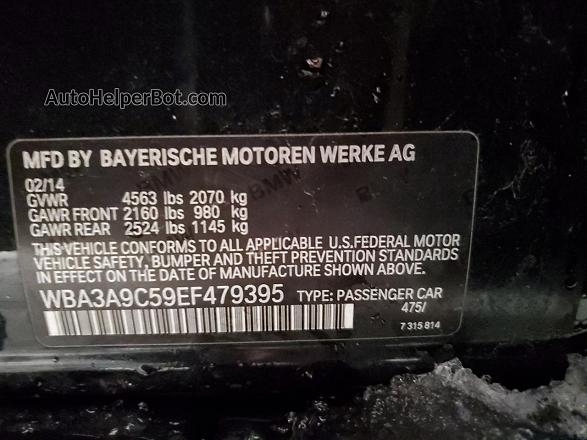 AutoHelperBot.com
MFD BY BAYERISCHE MOTOREN WERKE AG
02/14
GVWR 4563 lbs 2070 kg
GAWR FRONT 2160 lbs 980 kg
GAWR REAR 2524 lbs 1145 kg
THIS VEHICLE CONFORMS TO ALL APPLICABLE U.S.FEDERAL MOTOR
VEHICLE SAFETY, BUMPER AND THEFT PREVENTION STANDARDS
IN EFFECT ON THE DATE OF MANUFACTURE SHOWN ABOVE.
WBA3A9C59EF479395 TYPE: PASSENGER CAR
475/
7 315 814